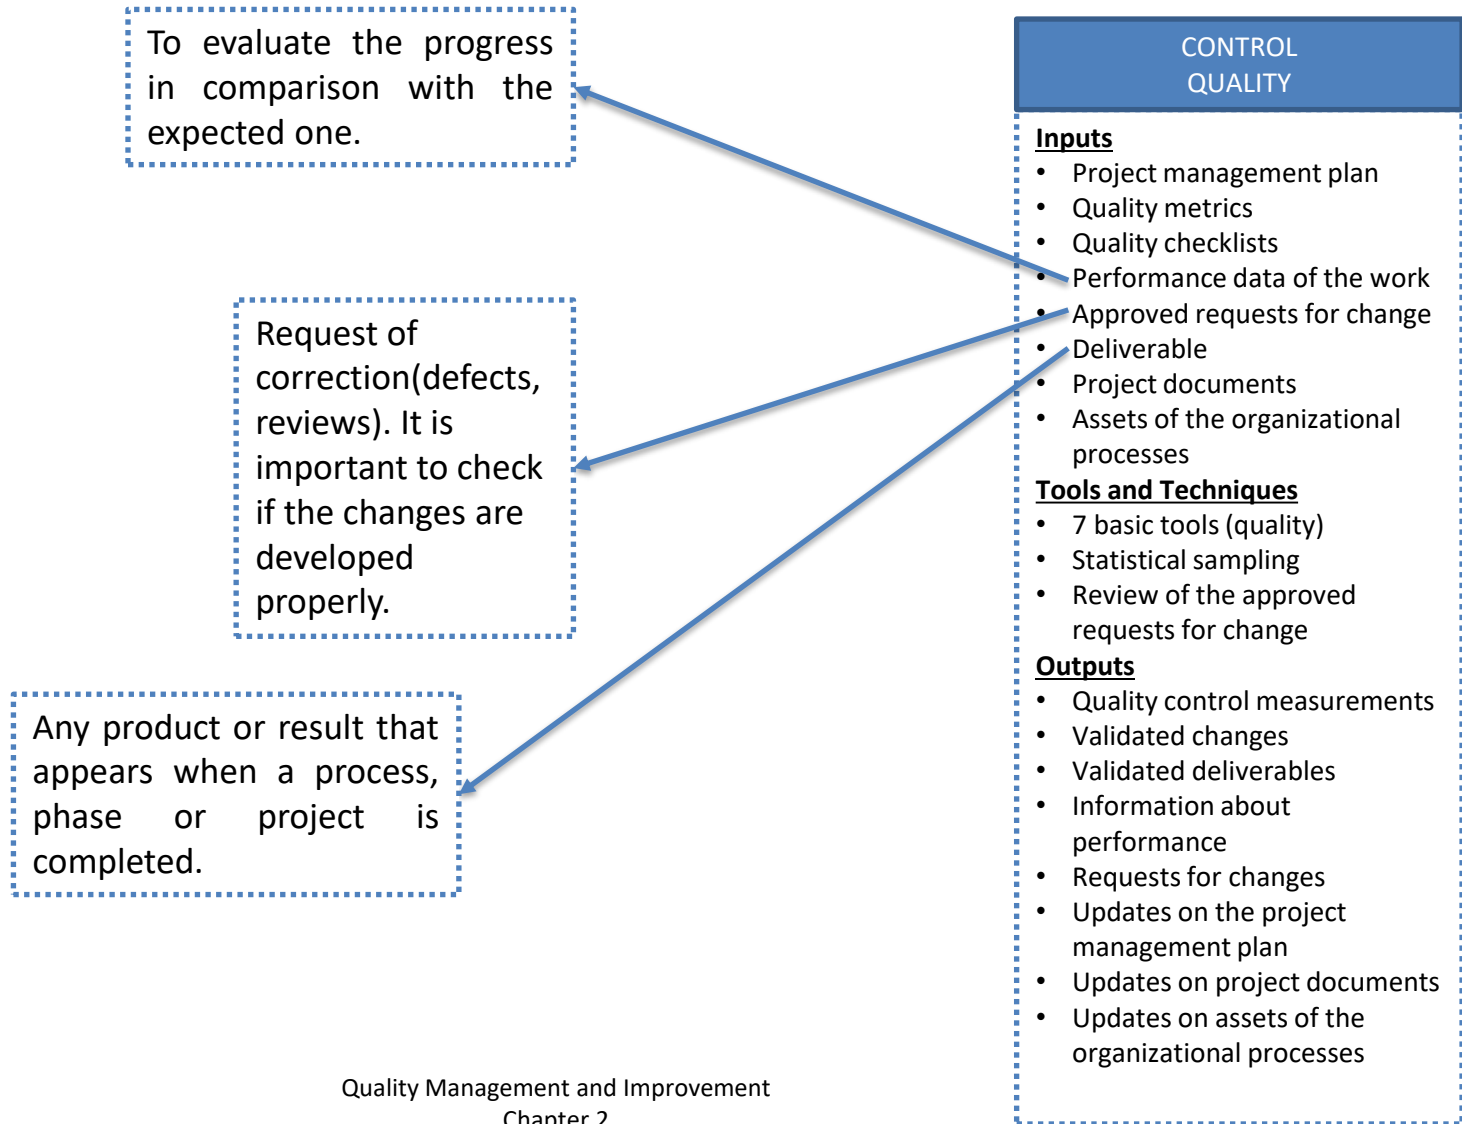 To evaluate the progress
in comparison with the
expected one.
Request of
correction(defects,
reviews). It is
important to check
if the changes are
developed
properly.
Any product or result that
appears when a process,
phase or project is
completed.
CONTROL
QUALITY
Inputs
• Project management plan
• Quality metrics
• Quality checklists
• Performance data of the work
• Approved requests for change
• Deliverable
• Project documents
• Assets of the organizational
processes
Tools and Techniques
• 7 basic tools (quality)
• Statistical sampling
• Review of the approved
requests for change
Outputs
• Quality control measurements
• Validated changes
• Validated deliverables
• Information about
performance
• Requests for changes
• Updates on the project
management plan
• Updates on project documents
• Updates on assets of the
organizational processes
Quality Management and Improvement
Chapter 2